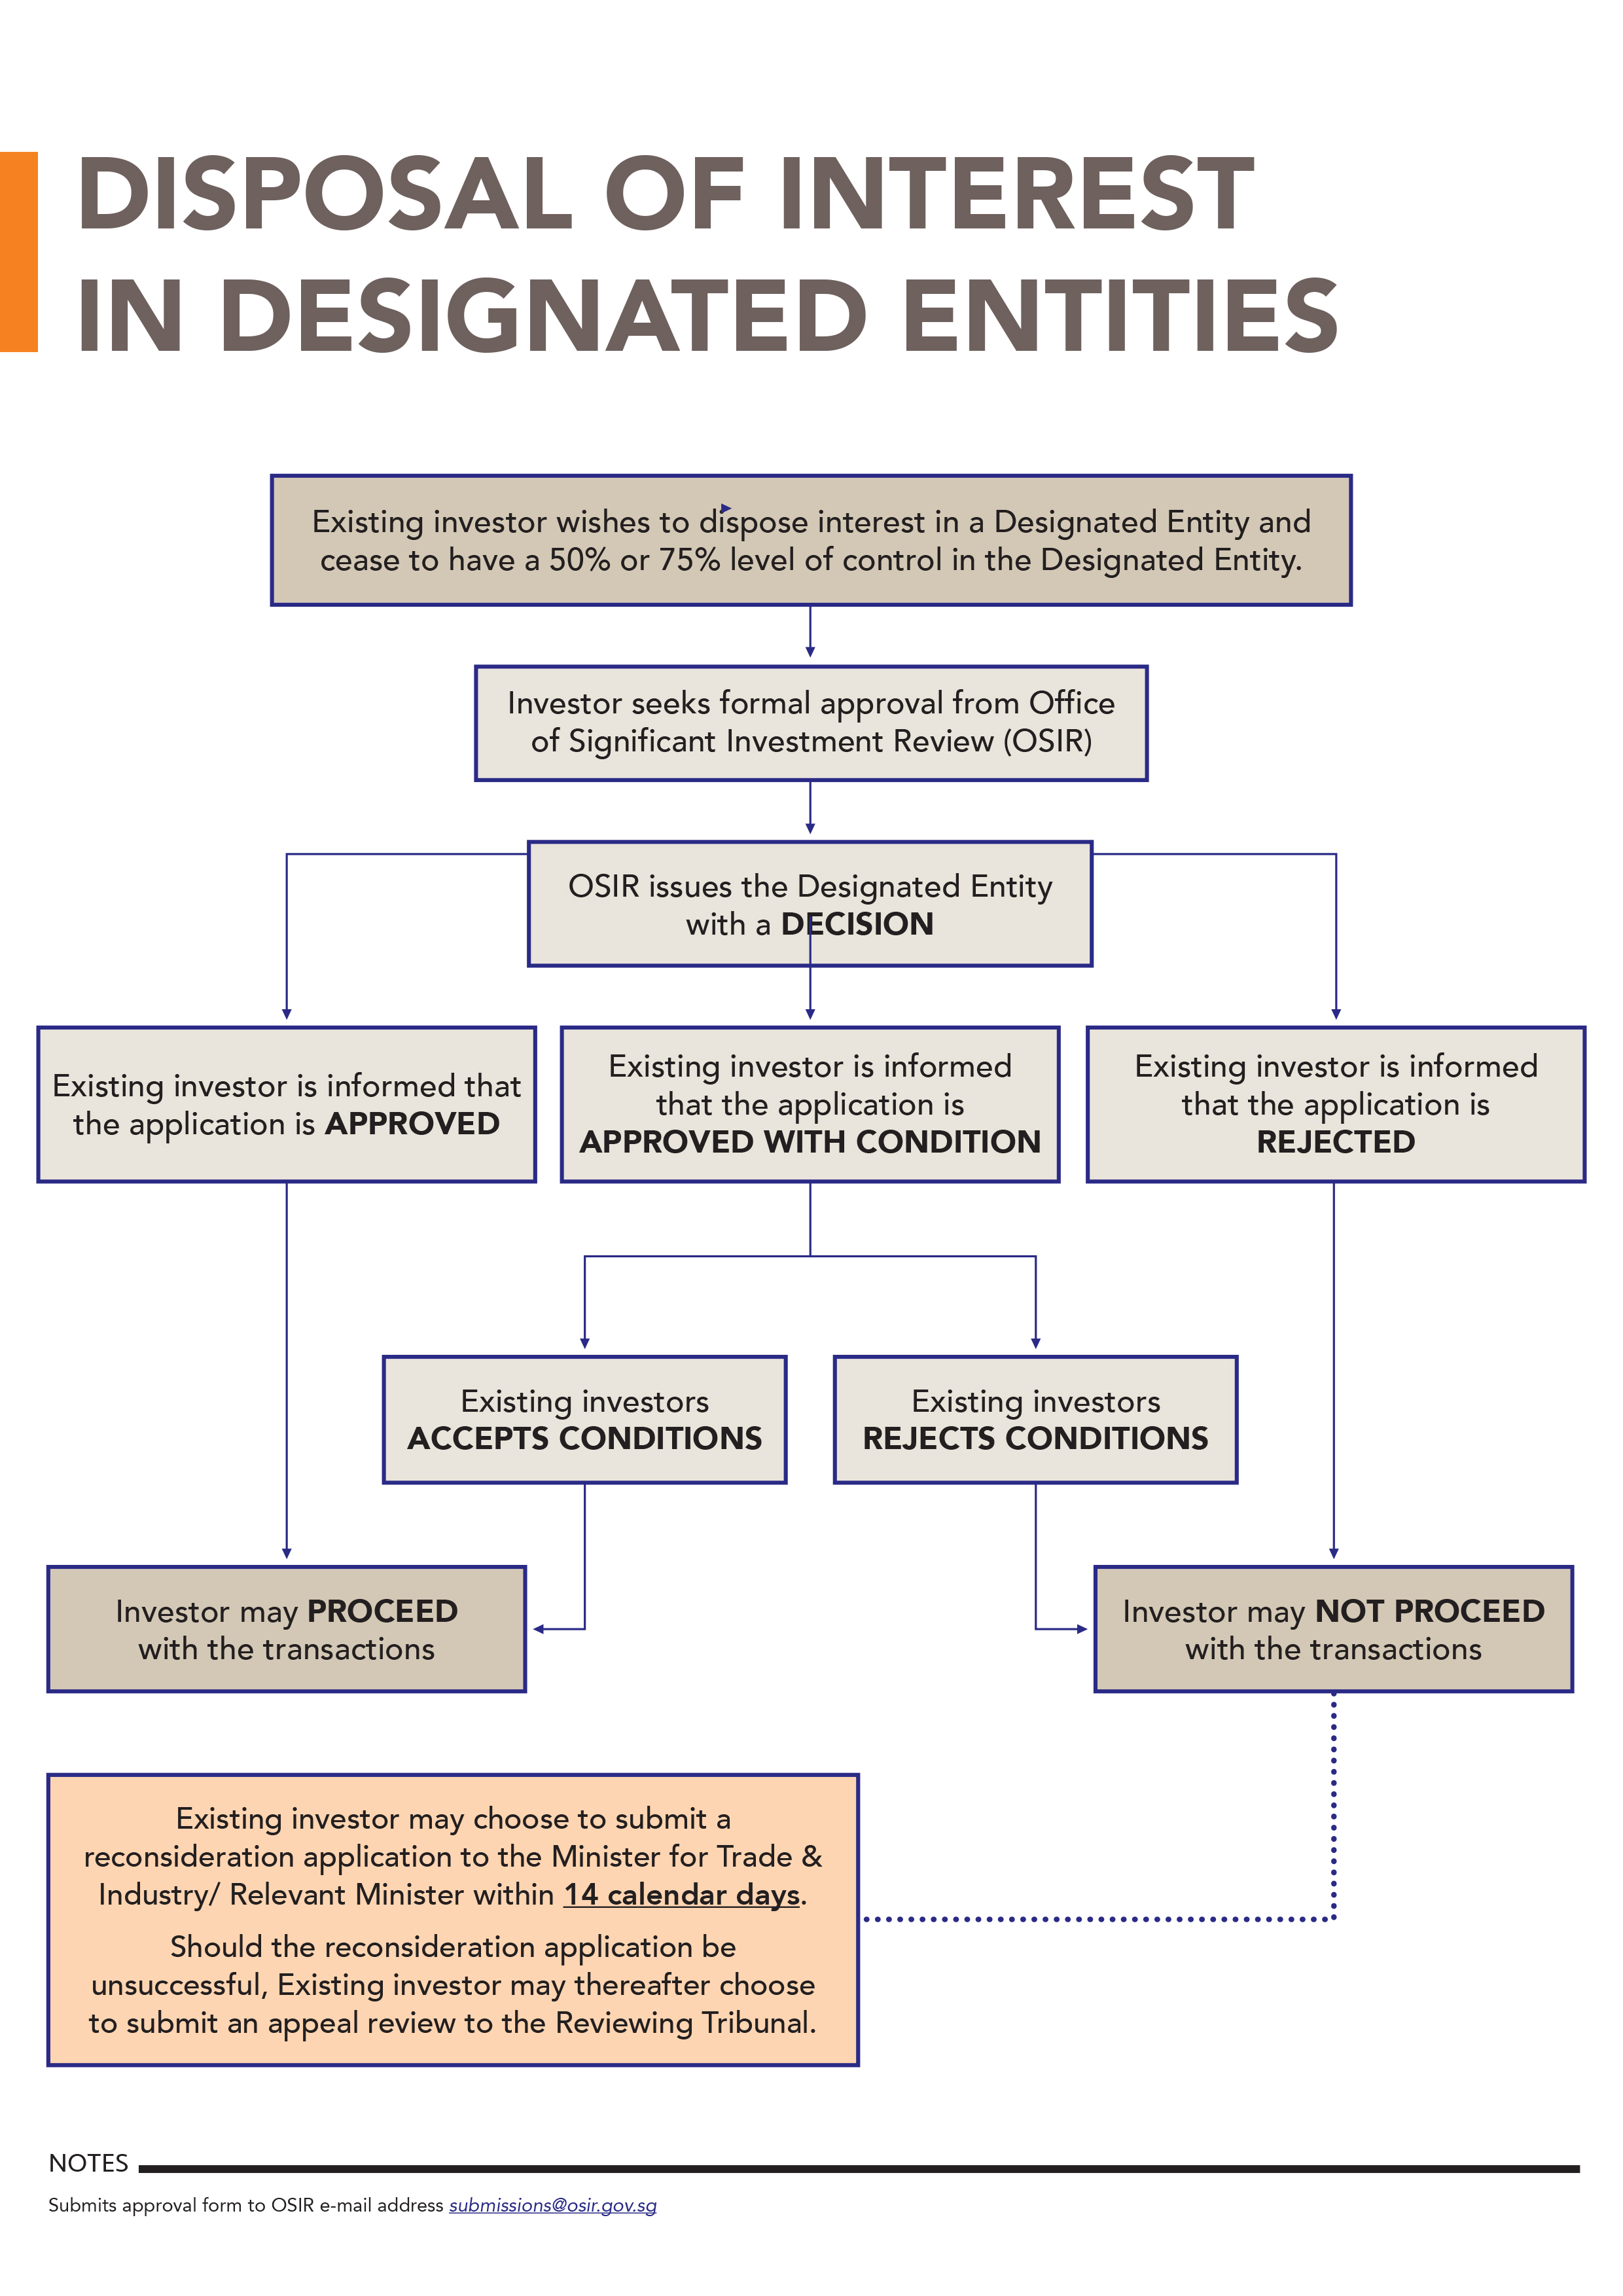 DISPOSAL OF INTEREST
IN DESIGNATED ENTITIES
Existing investor wishes to dispose interest in a Designated Entity and
cease to have a 50% or 75% level of control in the Designated Entity.
Investor seeks formal approval from Office
of Significant Investment Review (OSIR)
OSIR issues the Designated Entity
with a DECISION
Existing investor is informed that
the application is APPROVED
Existing investor is informed
that the application is
APPROVED WITH CONDITION
Existing investor is informed
that the application is
REJECTED
Existing investors
ACCEPTS CONDITIONS
Existing investors
REJECTS CONDITIONS
Investor may PROCEED
with the transactions
Investor may NOT PROCEED
with the transactions
Existing investor may choose to submit a
reconsideration application to the Minister for Trade &
Industry/ Relevant Minister within 14 calendar days.
Should the reconsideration application be
unsuccessful, Existing investor may thereafter choose
to submit an appeal review to the Reviewing Tribunal.
NOTES
Submits approval form to OSIR e-mail address submissions@osir.gov.sg